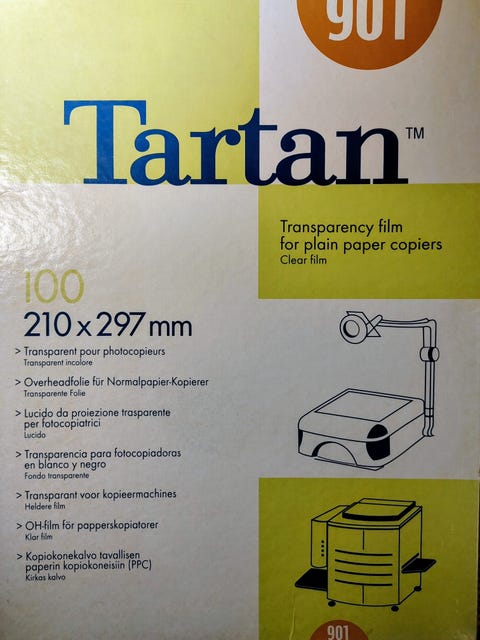 901
Tartan™
Transparency film
for plain paper copiers
Clear film
100
210 x 297 mm
> Transparent pour photocopieurs
Transparent incolore
> Overheadfolie für Normalpapier-Kopierer
Transparente Folie
> Lucido da proiezione trasparente
per fotocopiatrici
Lucido
> Transparencia para fotocopiadoras
en blanco y negro
Fondo transparente
> Transparant voor kopieermachines
Heldere film
> OH-film för papperskopiatorer
Klar film
> Kopiokonekalvo tavallisen
paperin kopiokoneisiin (PPC)
Kirkas kalvo
901